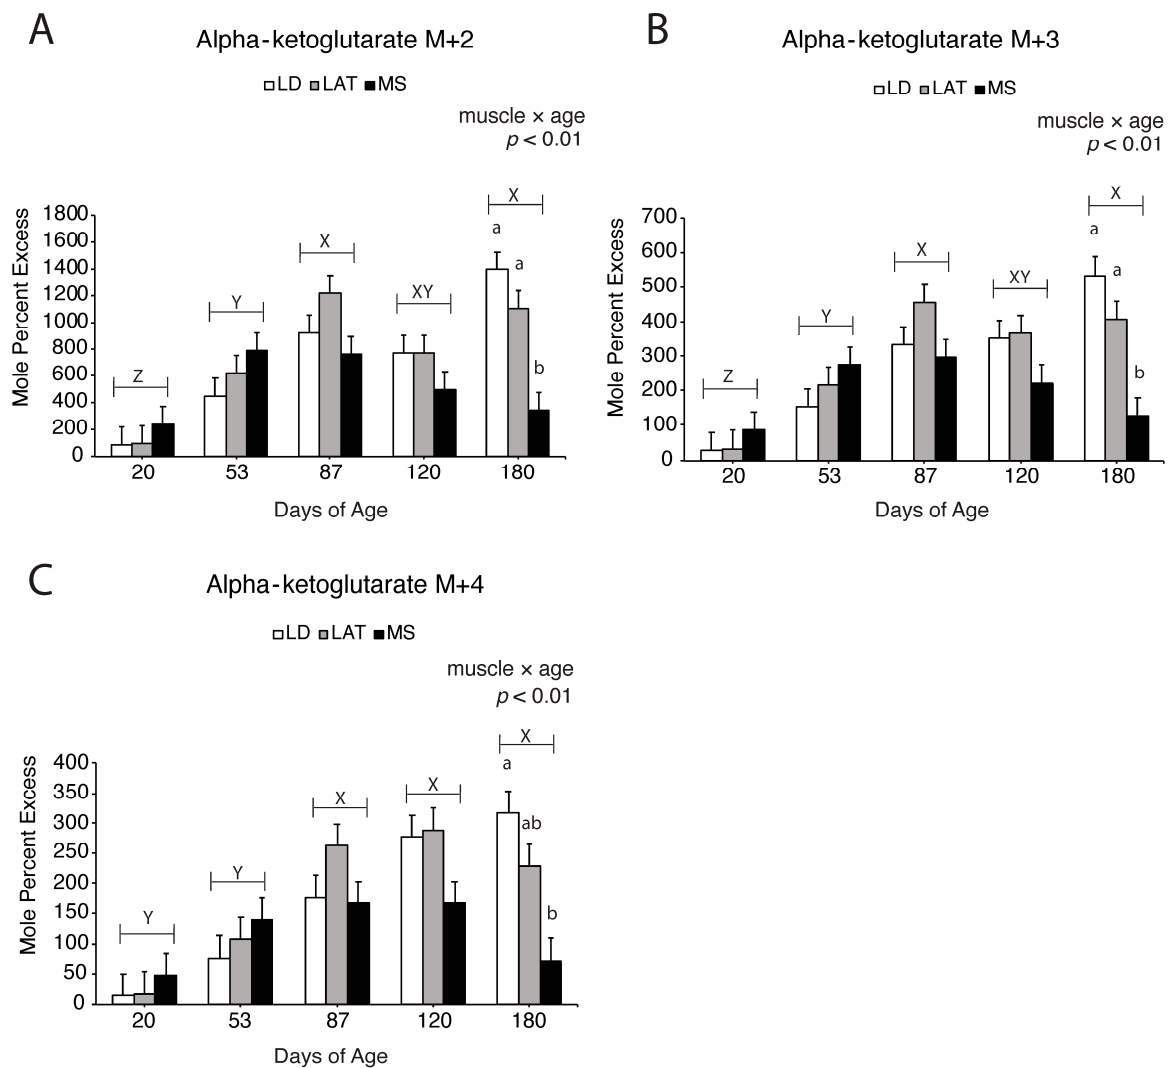 A
Alpha-ketoglutarate M+2
LD LAT MS
muscle × age
p < 0.01
Mole Percent Excess
1800
1600
1400
1200
1000
800
600
400
200
0
Z
Y
X
XY
X
a
a
b
20 53 87 120 180
Days of Age
B
Alpha-ketoglutarate M+3
LD LAT MS
muscle × age
p < 0.01
Mole Percent Excess
700
600
500
400
300
200
100
0
Z
Y
X
XY
X
a
a
b
20 53 87 120 180
Days of Age
C
Alpha-ketoglutarate M+4
LD LAT MS
muscle × age
p < 0.01
Mole Percent Excess
400
350
300
250
200
150
100
50
0
Y
Y
X
X
X
a
ab
b
20 53 87 120 180
Days of Age